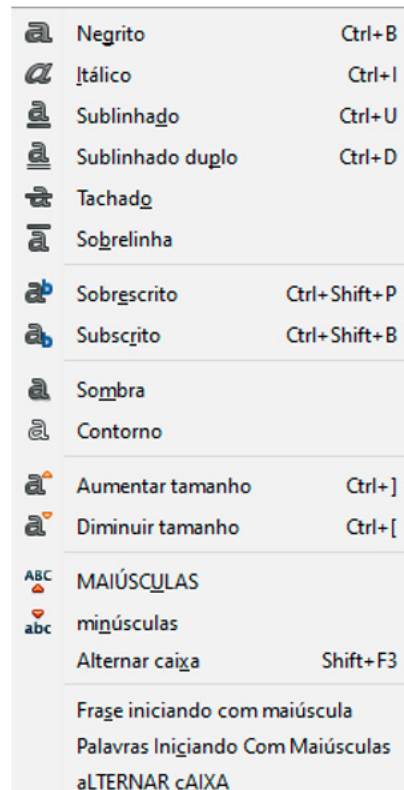 a Negrito Ctrl+B
a Itálico Ctrl+I
a Sublinhado Ctrl+U
a Sublinhado duplo Ctrl+D
a Tachado
a Sobrelinha
ab Sobrescrito Ctrl+Shift+P
ab Subscrito Ctrl+Shift+B
a Sombra
a Contorno
a Aumentar tamanho Ctrl+]
a Diminuir tamanho Ctrl+[
ABC MAIÚSCULAS
abc minúsculas
Alternar caixa Shift+F3
Frase iniciando com maiúscula
Palavras Iniciando Com Maiúsculas
aLTERNAR cAIXA